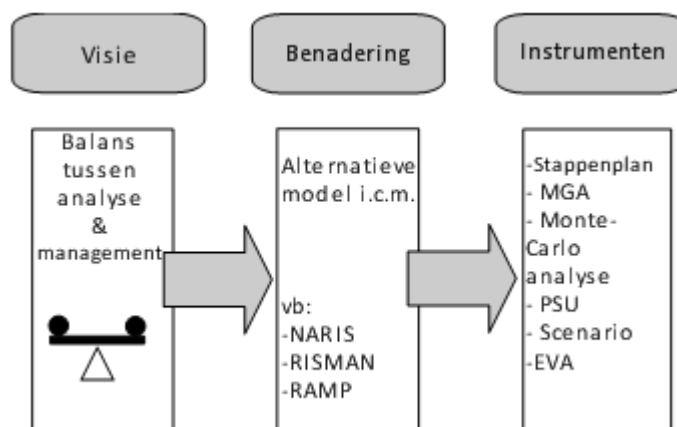 Visie
Benadering
Instrumenten
Balans
tussen
analyse
&
management
Alternatieve
model i.c.m.
vb:
-NARIS
-RISMAN
-RAMP
-Stappenplan
- MGA
- Monte-
Carlo
analyse
- PSU
- Scenario
-EVA